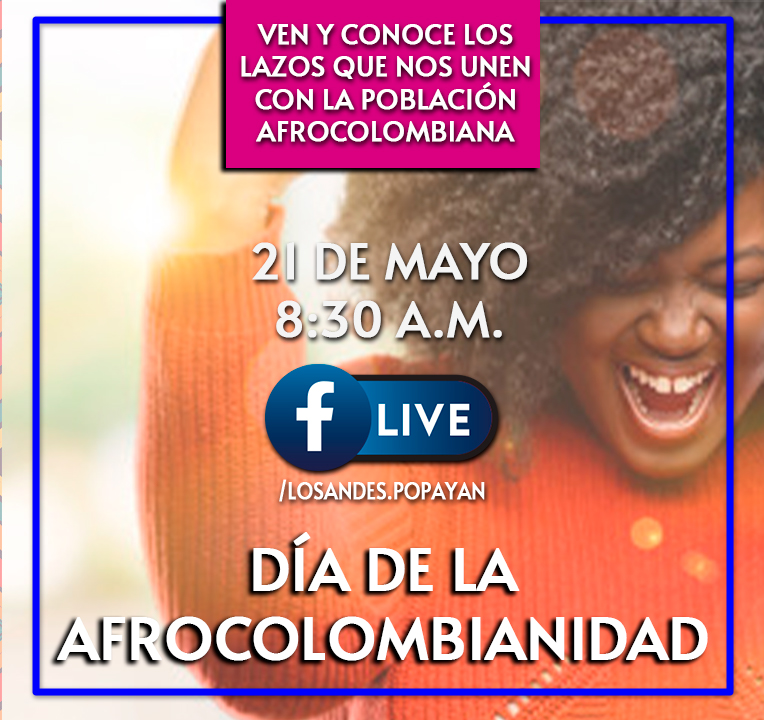 VEN Y CONOCE LOS
LAZOS QUE NOS UNEN
CON LA POBLACIÓN
AFROCOLOMBIANA
21 DE MAYO
8:30 A.M.
f LIVE
/LOSANDES.POPAYAN
DÍA DE LA
AFROCOLOMBIANIDAD